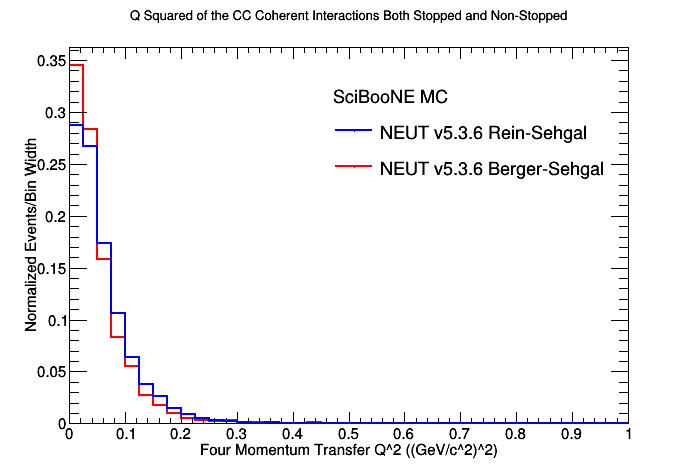 Q Squared of the CC Coherent Interactions Both Stopped and Non-Stopped
Normalized Events/Bin Width
0.35
0.3
0.25
0.2
0.15
0.1
0.05
0
SciBooNE MC
NEUT v5.3.6 Rein-Sehgal
NEUT v5.3.6 Berger-Sehgal
0 0.1 0.2 0.3 0.4 0.5 0.6 0.7 0.8 0.9 1
Four Momentum Transfer Q^2 ((GeV/c^2)^2)